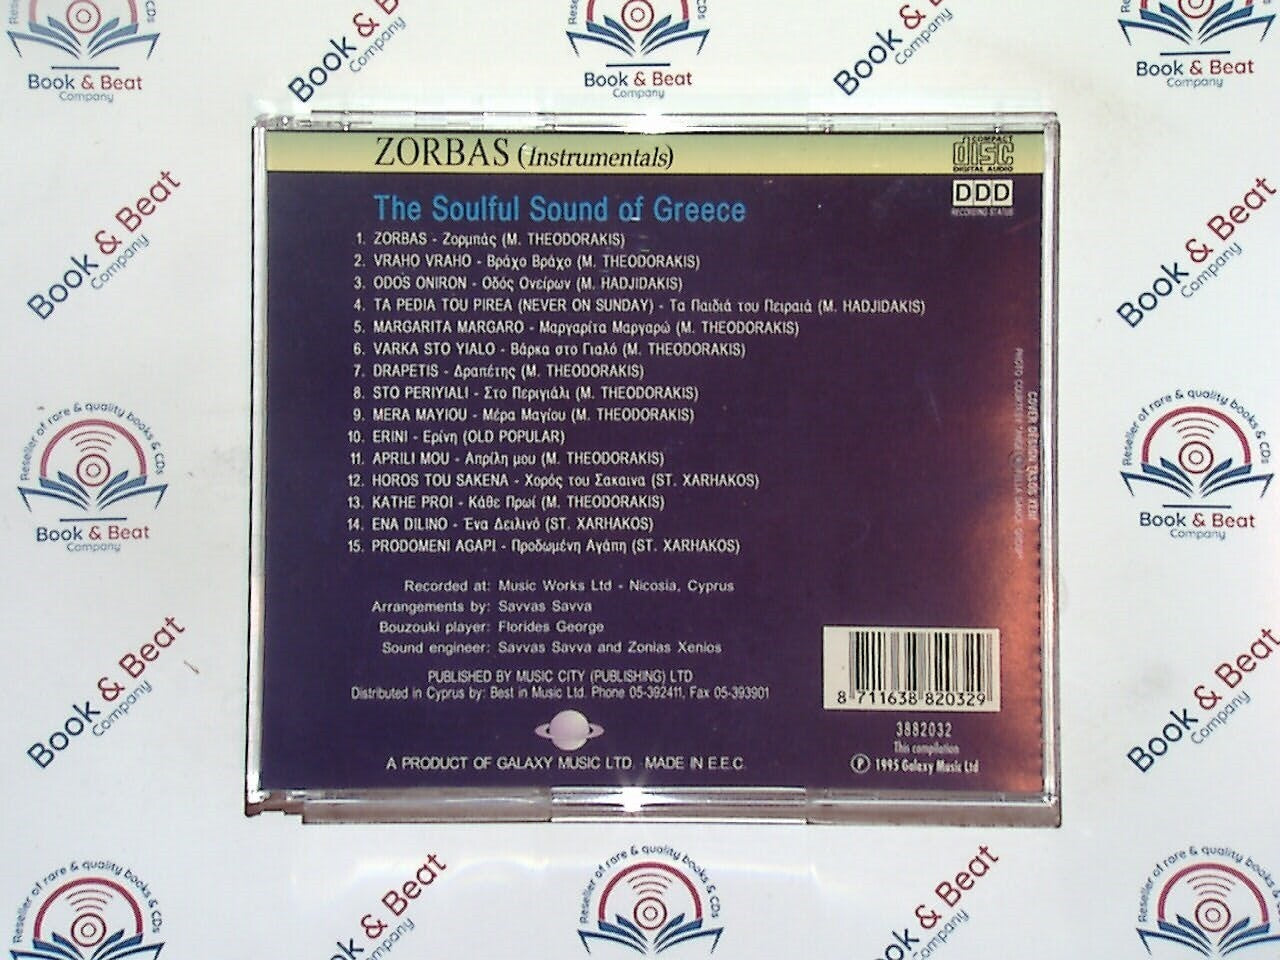 ZORBAS (Instrumentals)
COMPACT
disc
DIGITAL AUDIO
DDD
RECORDING STATUS
The Soulful Sound of Greece
1. ZORBAS - Ζορμπάς (M. THEODORAKIS)
2. VRAHO VRAHO - Βράχο Βράχο (M. THEODORAKIS)
3. ODOS ONIRON - Οδός Ονείρων (M. HADJIDAKIS)
4. TA PEDIA TOU PIREA (NEVER ON SUNDAY) - Τα Παιδιά του Πειραιά (M. HADJIDAKIS)
5. MARGARITA MARGARO - Μαργαρίτα Μαργαρώ (M. THEODORAKIS)
6. VARKA STO YIALO - Βάρκα στο Γιαλό (M. THEODORAKIS)
7. DRAPETIS - Δραπέτης (M. THEODORAKIS)
8. STO PERIYIALI - Στο Περιγιάλι (M. THEODORAKIS)
9. MERA MAYIOU - Μέρα Μαγίου (M. THEODORAKIS)
10. ERINI - Ερίνη (OLD POPULAR)
11. APRILI MOU - Απρίλη μου (M. THEODORAKIS)
12. HOROS TOU SAKENA - Χορός του Σακαινα (ST. XARHAKOS)
13. KATHE PROI - Κάθε Πρωί (M. THEODORAKIS)
14. ENA DILINO - Ένα Δειλινό (ST. XARHAKOS)
15. PRODOMENI AGAPI - Προδωμένη Αγάπη (ST. XARHAKOS)
Recorded at: Music Works Ltd - Nicosia, Cyprus
Arrangements by: Savvas Savva
Bouzouki player: Florides George
Sound engineer: Savvas Savva and Zonias Xenios
PUBLISHED BY MUSIC CITY (PUBLISHING) LTD
Distributed in Cyprus by: Best in Music Ltd. Phone 05-392411, Fax 05-393901
A PRODUCT OF GALAXY MUSIC LTD. MADE IN E.E.C.
8 711638 820329
3882032
This compilation
Ⓟ 1995 Galaxy Music Ltd
COVER DESIGN
Reseller of rare & quality books & CDs
Book & Beat
Company